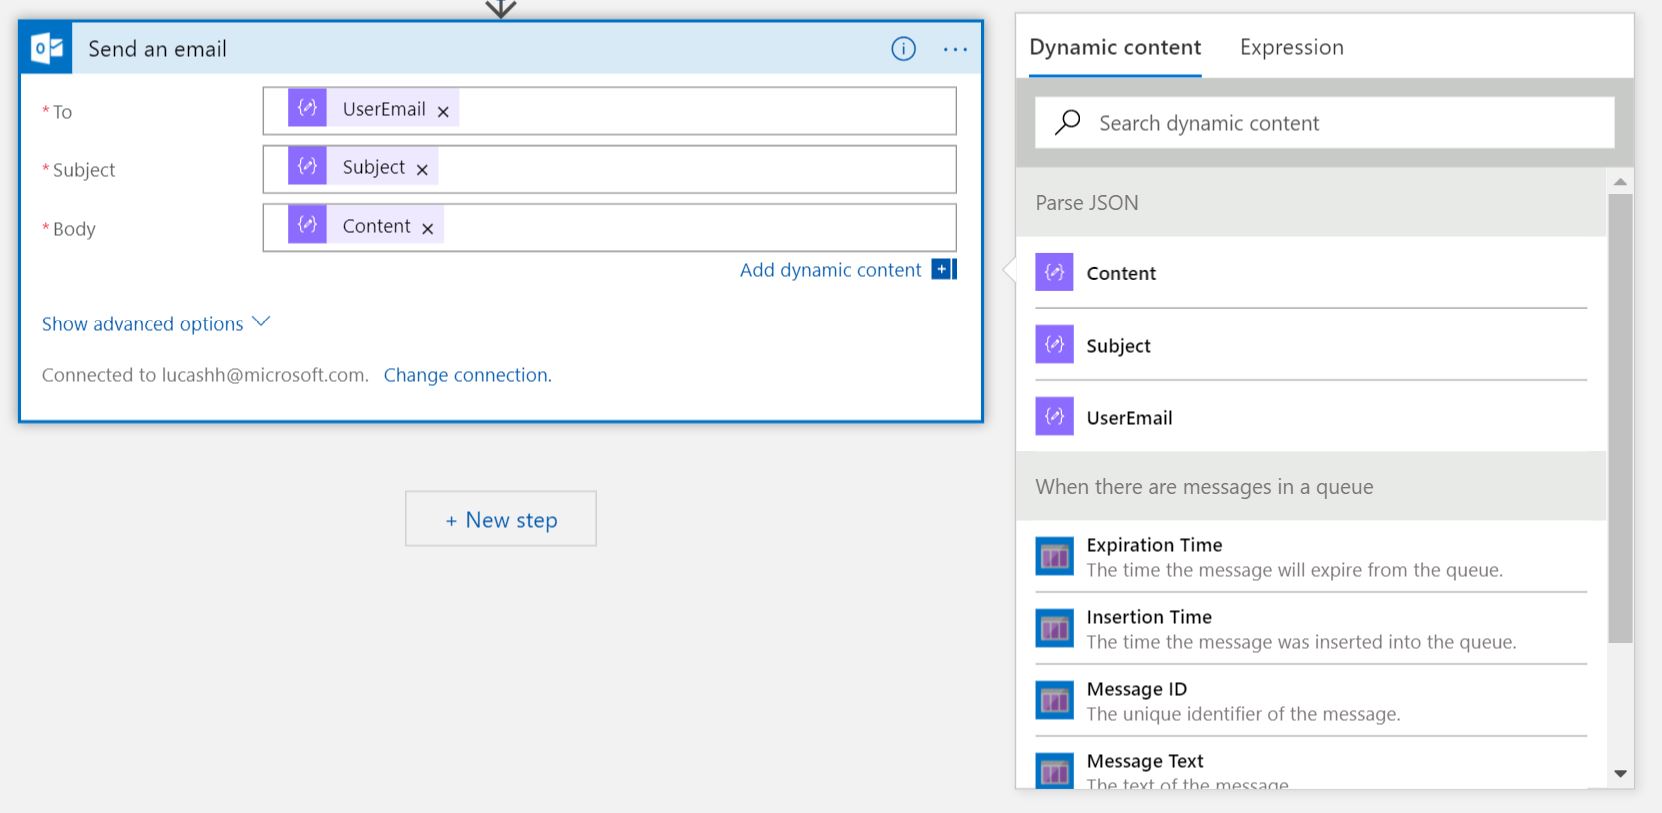 Send an email
* To
UserEmail ×
* Subject
Subject ×
* Body
Content ×
Add dynamic content +
Show advanced options
Connected to lucashh@microsoft.com. Change connection.
+ New step
Dynamic content Expression
Search dynamic content
Parse JSON
Content
Subject
UserEmail
When there are messages in a queue
Expiration Time
The time the message will expire from the queue.
Insertion Time
The time the message was inserted into the queue.
Message ID
The unique identifier of the message.
Message Text
The text of the message